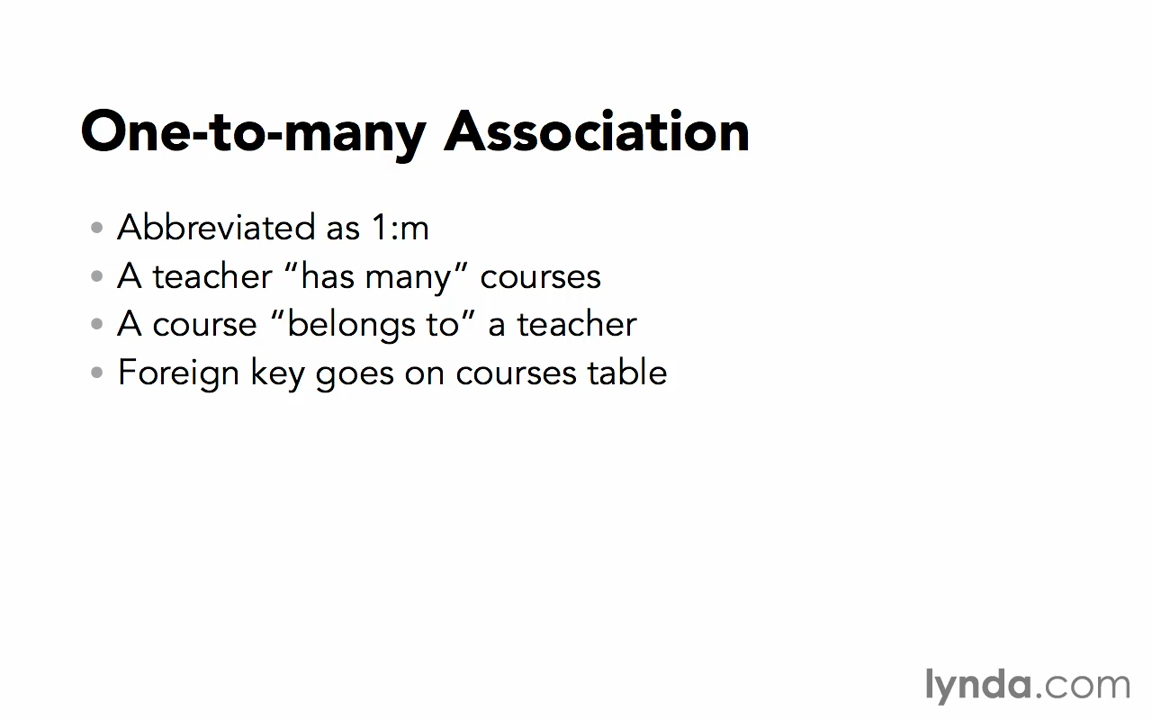 One-to-many Association
• Abbreviated as 1:m
• A teacher “has many” courses
• A course “belongs to” a teacher
• Foreign key goes on courses table
lynda.com